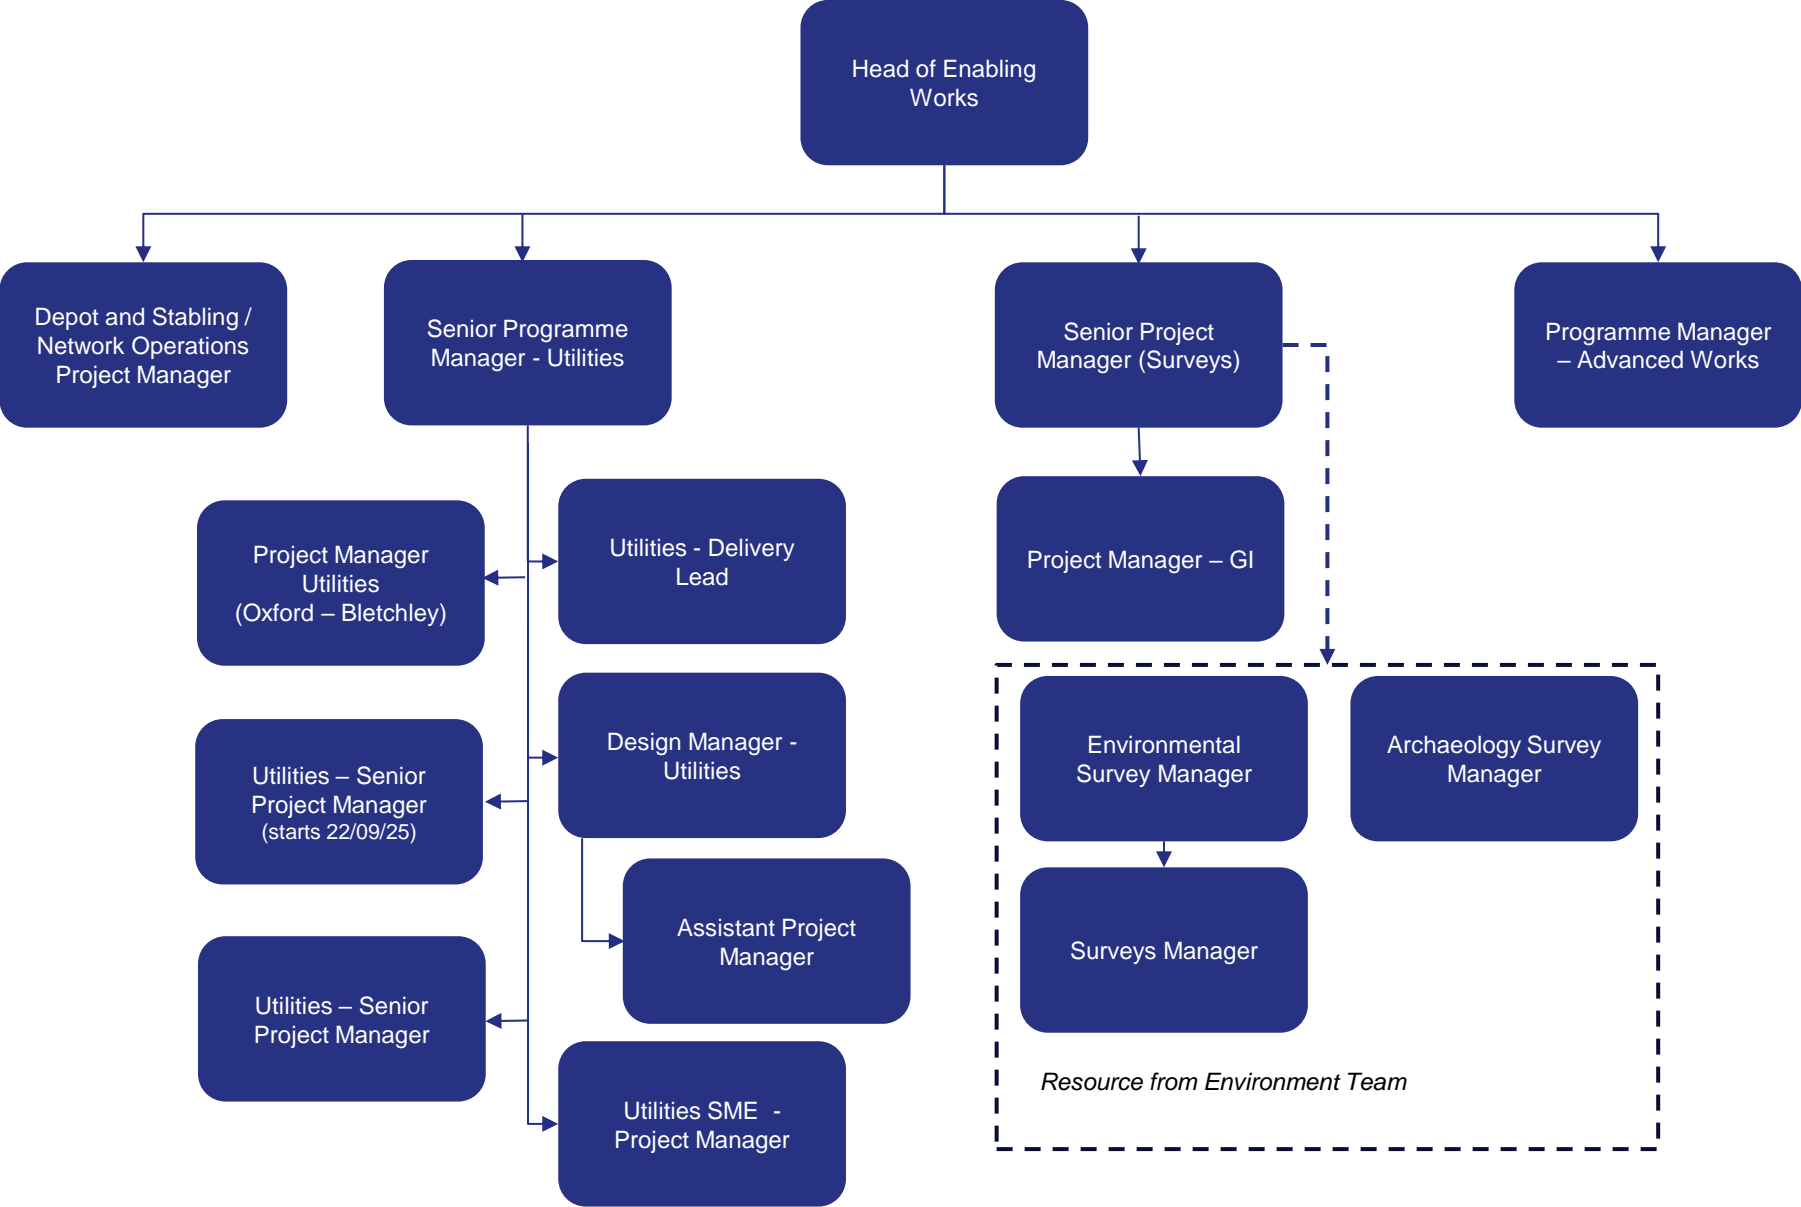 Head of Enabling
Works
Depot and Stabling /
Network Operations
Project Manager
Senior Programme
Manager - Utilities
Senior Project
Manager (Surveys)
Programme Manager
– Advanced Works
Project Manager
Utilities
(Oxford – Bletchley)
Utilities - Delivery
Lead
Project Manager – GI
Utilities – Senior
Project Manager
(starts 22/09/25)
Design Manager -
Utilities
Environmental
Survey Manager
Archaeology Survey
Manager
Assistant Project
Manager
Surveys Manager
Utilities – Senior
Project Manager
Utilities SME  -
Project Manager
Resource from Environment Team